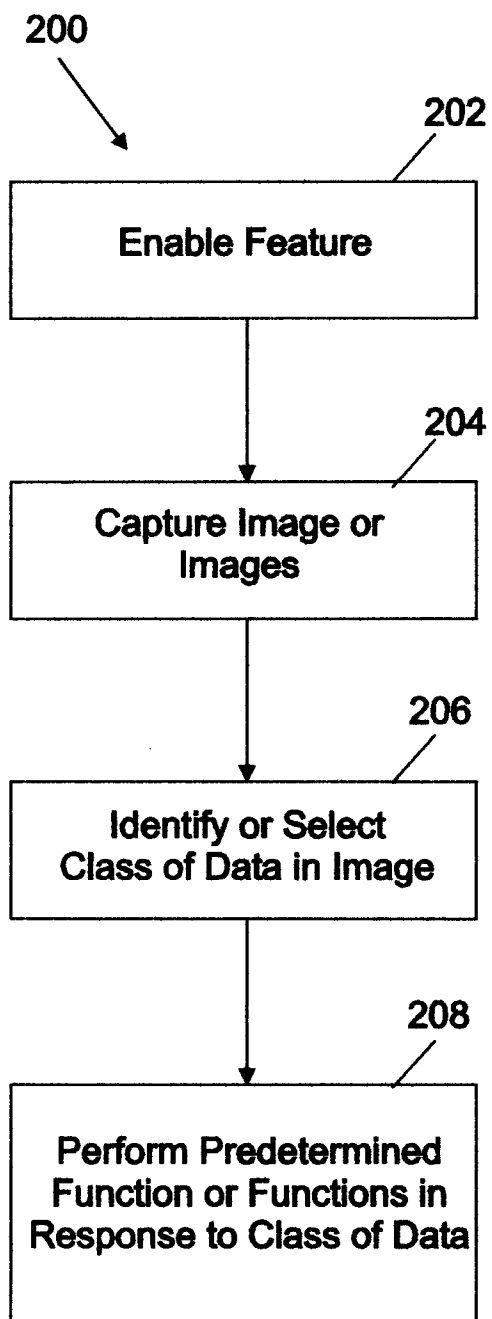 200
202
Enable Feature
204
Capture Image or
Images
206
Identify or Select
Class of Data in Image
208
Perform Predetermined
Function or Functions in
Response to Class of Data